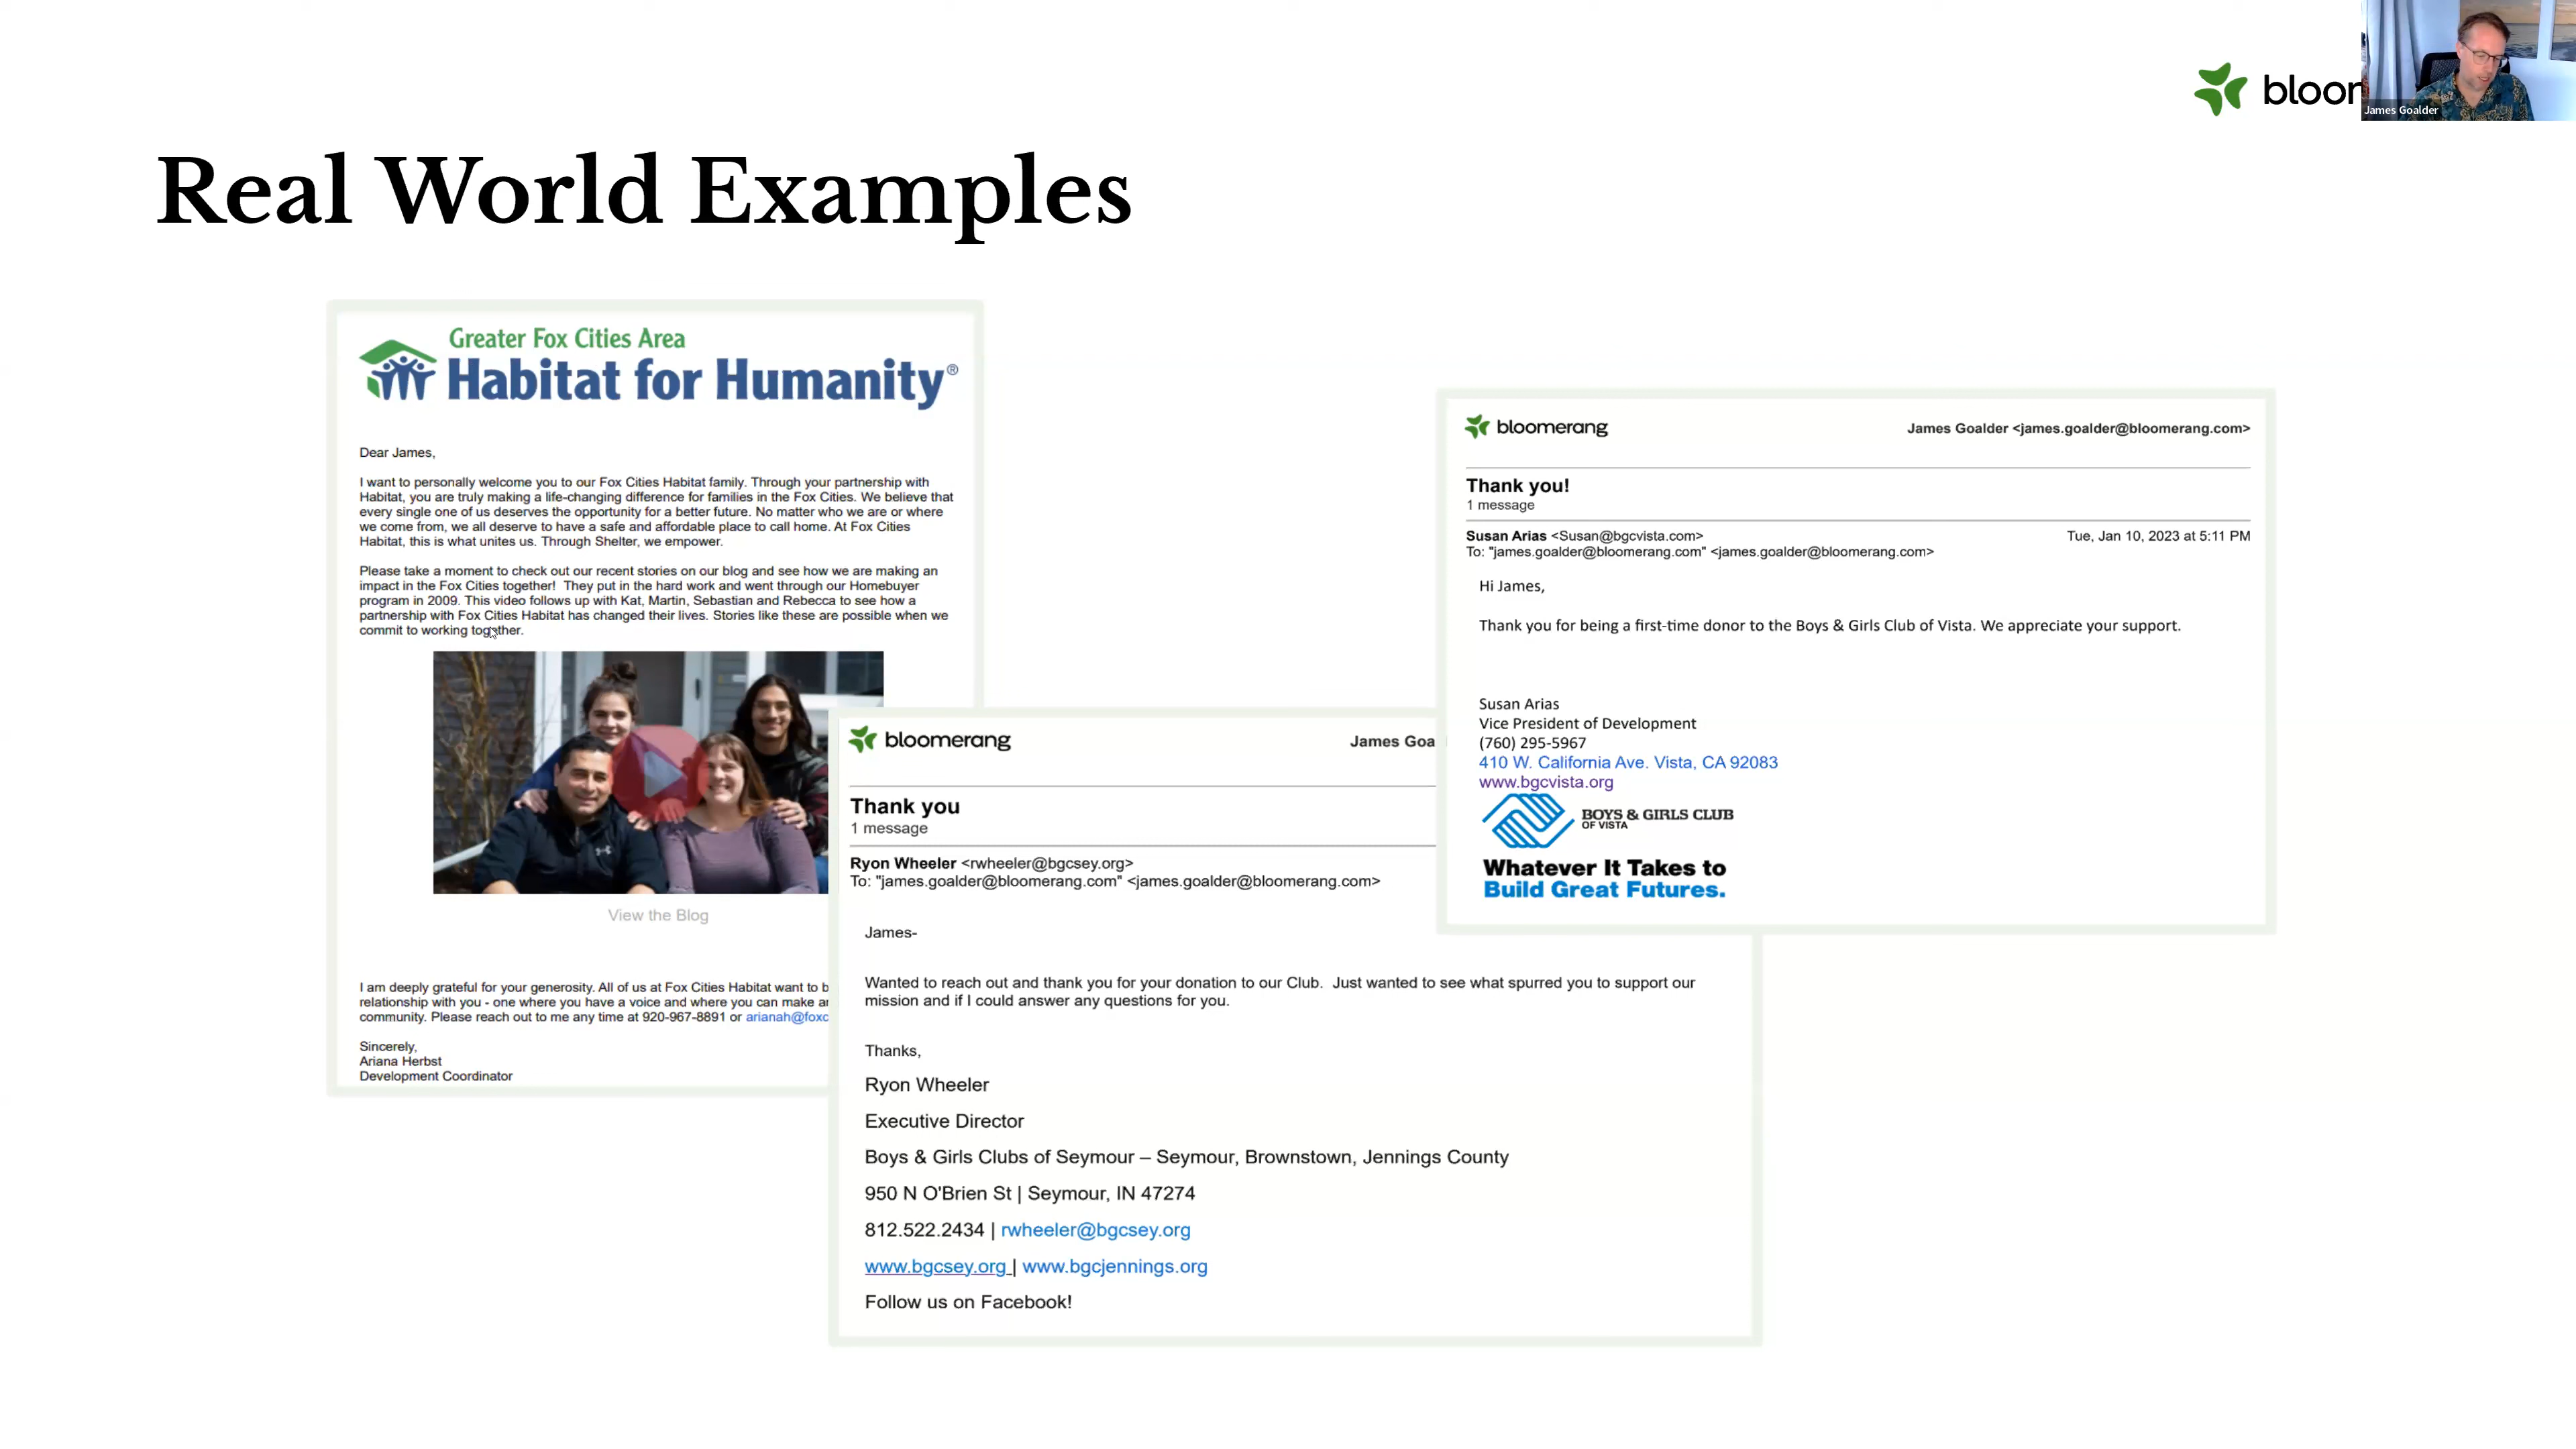 bloom
James Goalder
Real World Examples
Greater Fox Cities Area
Habitat for Humanity®
Dear James,
I want to personally welcome you to our Fox Cities Habitat family. Through your partnership with
Habitat, you are truly making a life-changing difference for families in the Fox Cities. We believe that
every single one of us deserves the opportunity for a better future. No matter who we are or where
we come from, we all deserve to have a safe and affordable place to call home. At Fox Cities
Habitat, this is what unites us. Through Shelter, we empower.
Please take a moment to check out our recent stories on our blog and see how we are making an
impact in the Fox Cities together!  They put in the hard work and went through our Homebuyer
program in 2009. This video follows up with Kat, Martin, Sebastian and Rebecca to see how a
partnership with Fox Cities Habitat has changed their lives. Stories like these are possible when we
commit to working together.
View the Blog
I am deeply grateful for your generosity. All of us at Fox Cities Habitat want to b
relationship with you - one where you have a voice and where you can make an
community. Please reach out to me any time at 920-967-8891 or arianah@foxc
Sincerely,
Ariana Herbst
Development Coordinator
bloomerang
James Goa
Thank you
1 message
Ryon Wheeler <rwheeler@bgcsey.org>
To: "james.goalder@bloomerang.com" <james.goalder@bloomerang.com>
James-
Wanted to reach out and thank you for your donation to our Club.  Just wanted to see what spurred you to support our
mission and if I could answer any questions for you.
Thanks,
Ryon Wheeler
Executive Director
Boys & Girls Clubs of Seymour – Seymour, Brownstown, Jennings County
950 N O'Brien St | Seymour, IN 47274
812.522.2434 | rwheeler@bgcsey.org
www.bgcsey.org | www.bgcjennings.org
Follow us on Facebook!
bloomerang
James Goalder <james.goalder@bloomerang.com>
Thank you!
1 message
Susan Arias <Susan@bgcvista.com>
Tue, Jan 10, 2023 at 5:11 PM
To: "james.goalder@bloomerang.com" <james.goalder@bloomerang.com>
Hi James,
Thank you for being a first-time donor to the Boys & Girls Club of Vista. We appreciate your support.
Susan Arias
Vice President of Development
(760) 295-5967
410 W. California Ave. Vista, CA 92083
www.bgcvista.org
BOYS & GIRLS CLUB
OF VISTA
Whatever It Takes to
Build Great Futures.